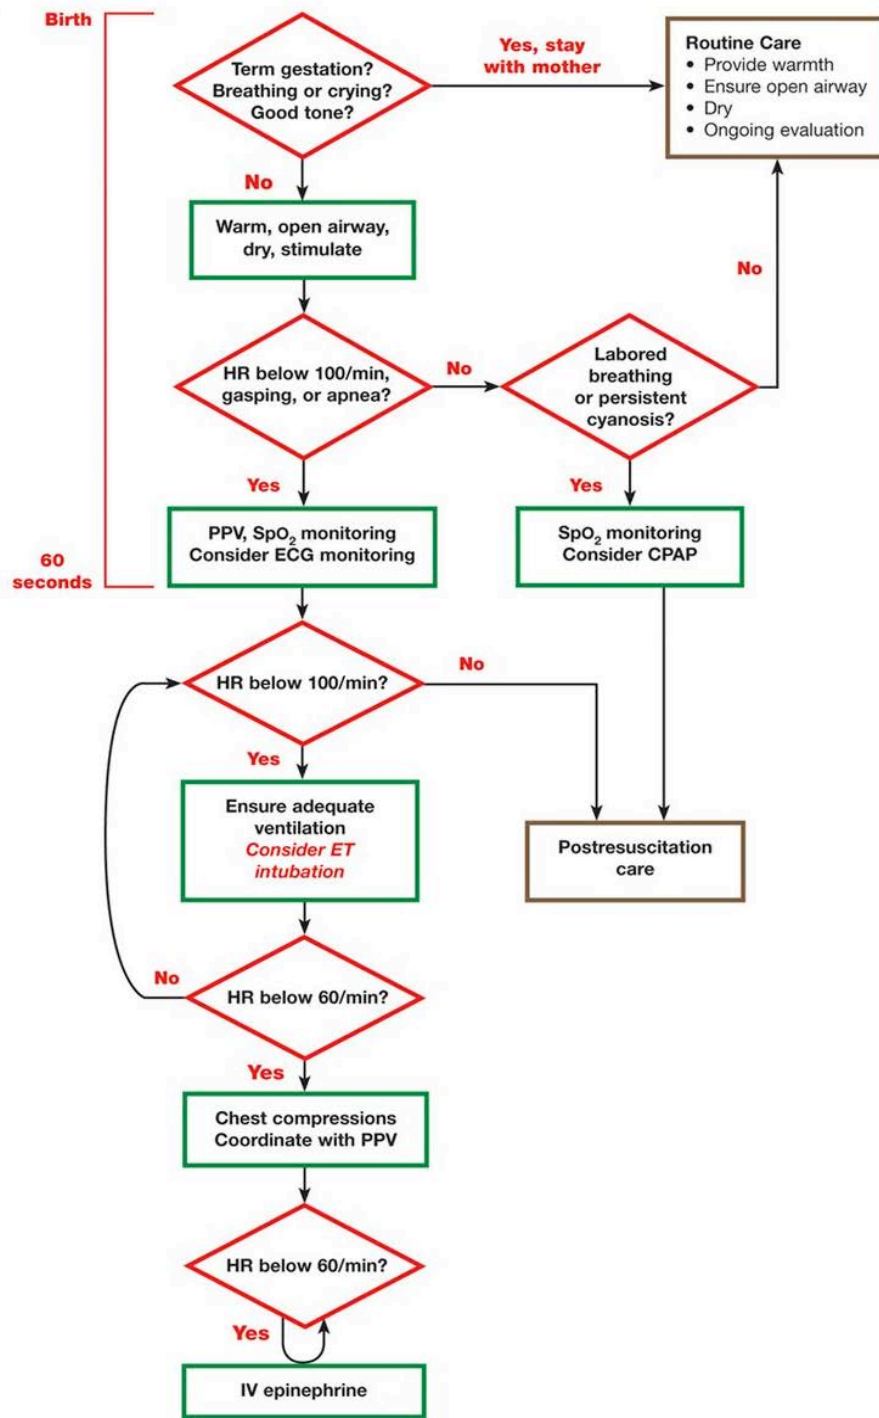 Birth
Term gestation?
Breathing or crying?
Good tone?
Yes, stay
with mother
Routine Care
• Provide warmth
• Ensure open airway
• Dry
• Ongoing evaluation
No
Warm, open airway,
dry, stimulate
No
HR below 100/min,
gasping, or apnea?
No
Labored
breathing
or persistent
cyanosis?
Yes
Yes
PPV, SpO₂ monitoring
Consider ECG monitoring
SpO₂ monitoring
Consider CPAP
60
seconds
HR below 100/min?
No
Yes
Ensure adequate
ventilation
Consider ET
intubation
Postresuscitation
care
No
HR below 60/min?
Yes
Chest compressions
Coordinate with PPV
HR below 60/min?
Yes
IV epinephrine